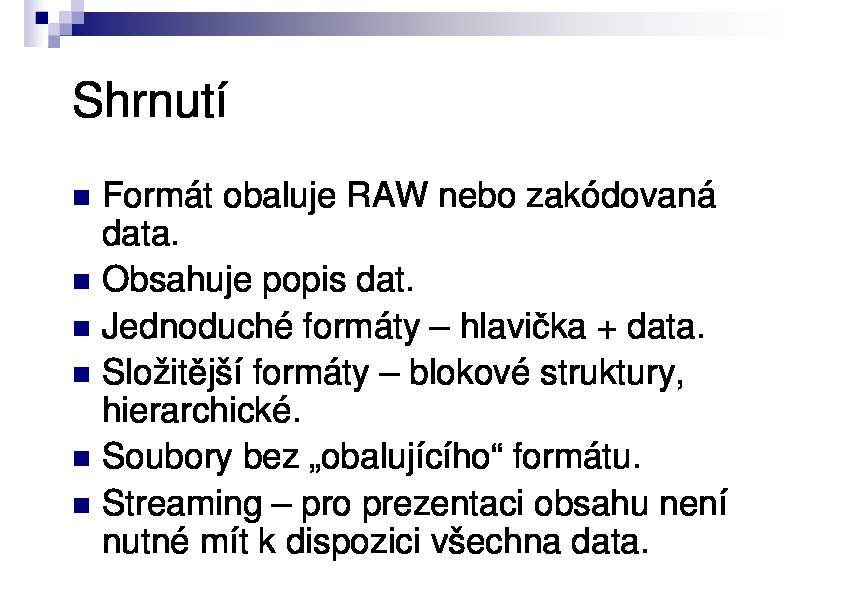 Shrnutí
Formát obaluje RAW nebo zakódovaná
data.
Obsahuje popis dat.
Jednoduché formáty – hlavička + data.
Složitější formáty – blokové struktury,
hierarchické.
Soubory bez „obalujícího“ formátu.
Streaming – pro prezentaci obsahu není
nutné mít k dispozici všechna data.